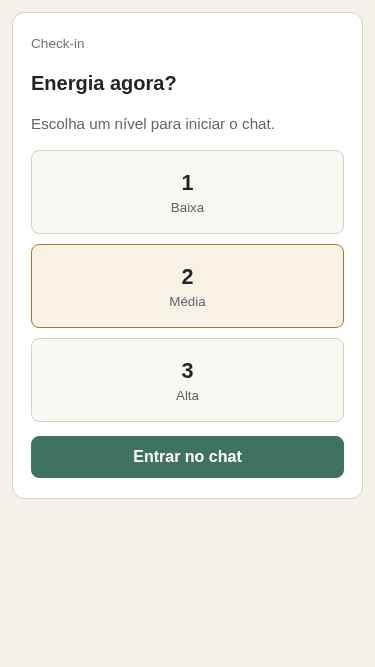 Check-in
Energia agora?
Escolha um nível para iniciar o chat.
1
Baixa
2
Média
3
Alta
Entrar no chat